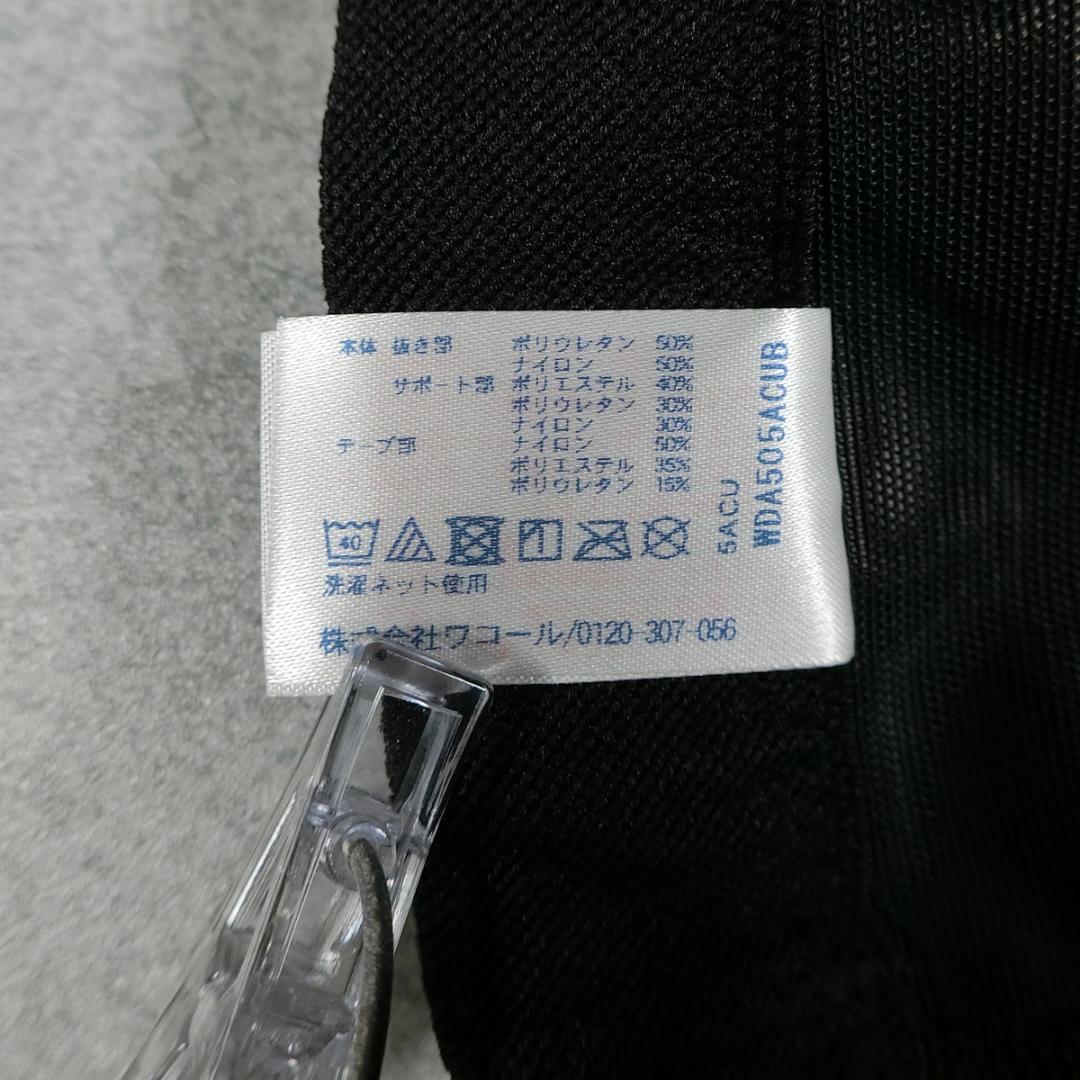 本体 抜き部 ポリウレタン 50%
ナイロン 50%
サポート部 ポリエステル 40%
ポリウレタン 30%
ナイロン 30%
テープ部 ナイロン 50%
ポリエステル 35%
ポリウレタン 15%
40
洗濯ネット使用
株式会社ワコール/0120-307-056
5ACU
WDA505ACUB